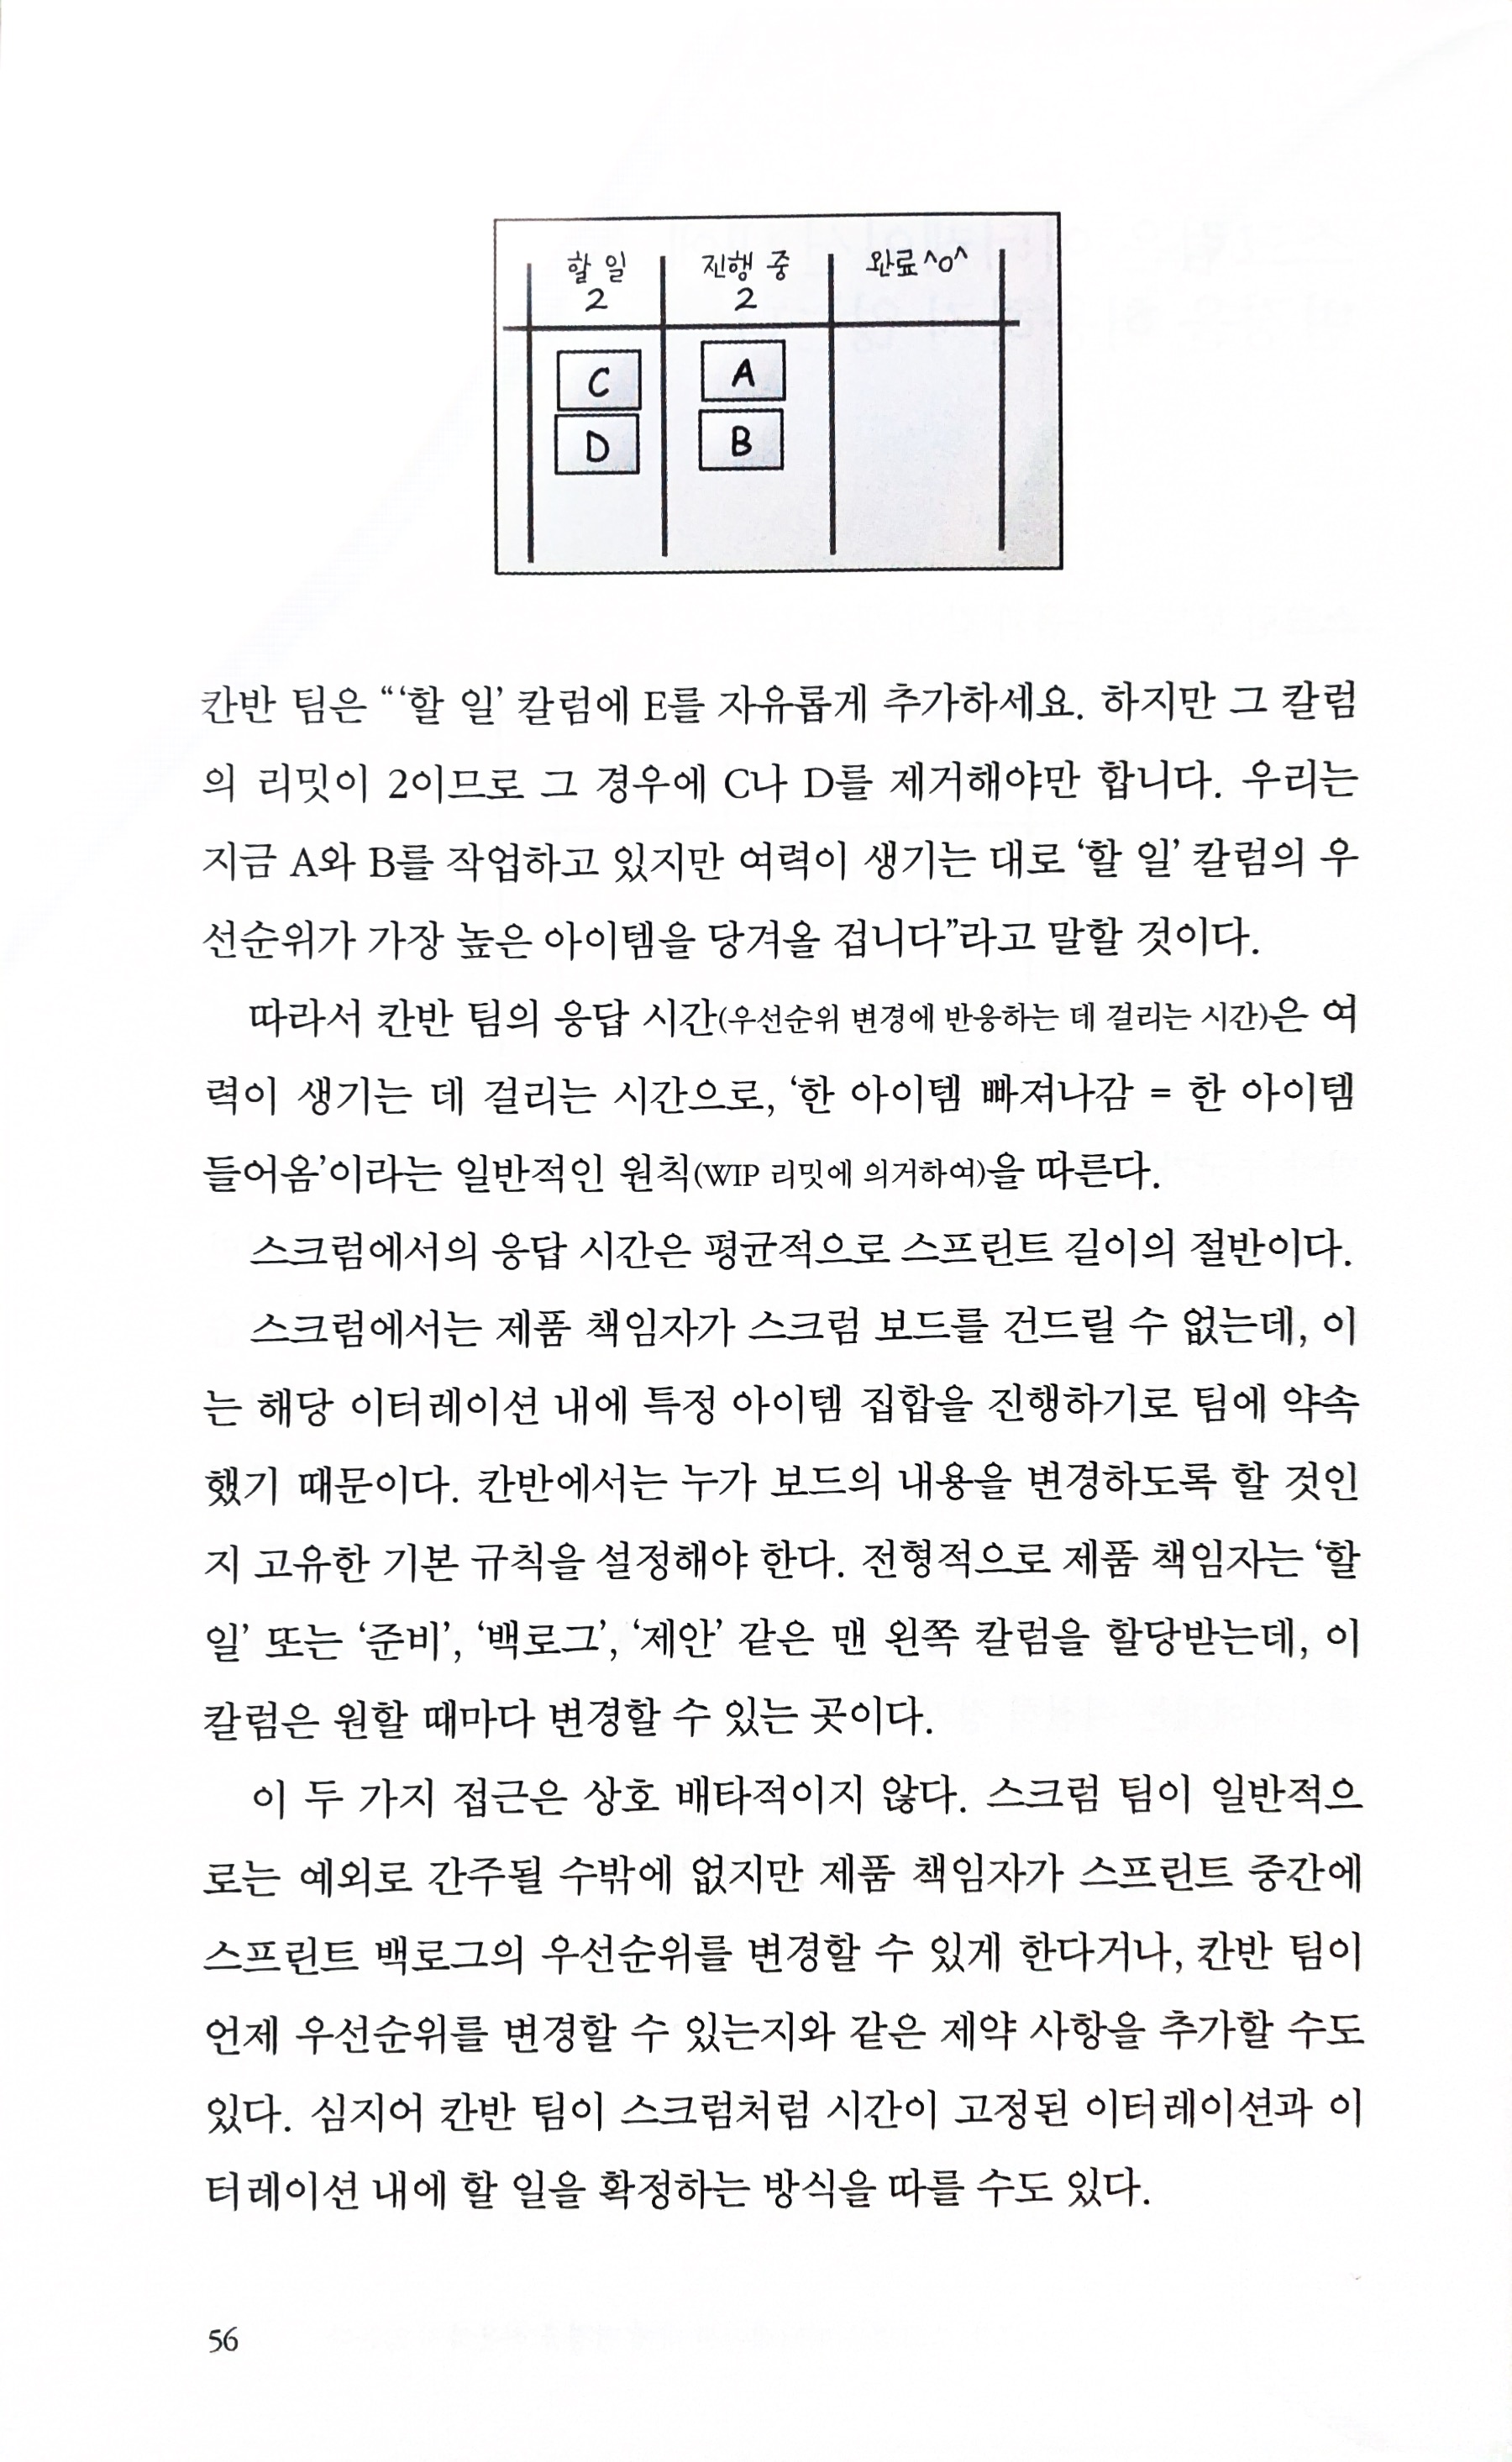 할 일 진행 중 완료 ^o^
2 2
C A
D B
칸반 팀은 “‘할 일’ 칼럼에 E를 자유롭게 추가하세요. 하지만 그 칼럼
의 리밋이 2이므로 그 경우에 C나 D를 제거해야만 합니다. 우리는
지금 A와 B를 작업하고 있지만 여력이 생기는 대로 ‘할 일’ 칼럼의 우
선순위가 가장 높은 아이템을 당겨올 겁니다”라고 말할 것이다.
따라서 칸반 팀의 응답 시간(우선순위 변경에 반응하는 데 걸리는 시간)은 여
력이 생기는 데 걸리는 시간으로, ‘한 아이템 빠져나감 = 한 아이템
들어옴’이라는 일반적인 원칙(WIP 리밋에 의거하여)을 따른다.
스크럼에서의 응답 시간은 평균적으로 스프린트 길이의 절반이다.
스크럼에서는 제품 책임자가 스크럼 보드를 건드릴 수 없는데, 이
는 해당 이터레이션 내에 특정 아이템 집합을 진행하기로 팀에 약속
했기 때문이다. 칸반에서는 누가 보드의 내용을 변경하도록 할 것인
지 고유한 기본 규칙을 설정해야 한다. 전형적으로 제품 책임자는 ‘할
일’ 또는 ‘준비’, ‘백로그’, ‘제안’ 같은 맨 왼쪽 칼럼을 할당받는데, 이
칼럼은 원할 때마다 변경할 수 있는 곳이다.
이 두 가지 접근은 상호 배타적이지 않다. 스크럼 팀이 일반적으
로는 예외로 간주될 수밖에 없지만 제품 책임자가 스프린트 중간에
스프린트 백로그의 우선순위를 변경할 수 있게 한다거나, 칸반 팀이
언제 우선순위를 변경할 수 있는지와 같은 제약 사항을 추가할 수도
있다. 심지어 칸반 팀이 스크럼처럼 시간이 고정된 이터레이션과 이
터레이션 내에 할 일을 확정하는 방식을 따를 수도 있다.
56